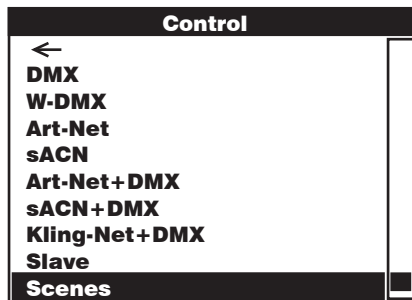 Control
←
DMX
W-DMX
Art-Net
sACN
Art-Net+DMX
sACN+DMX
Kling-Net+DMX
Slave
Scenes